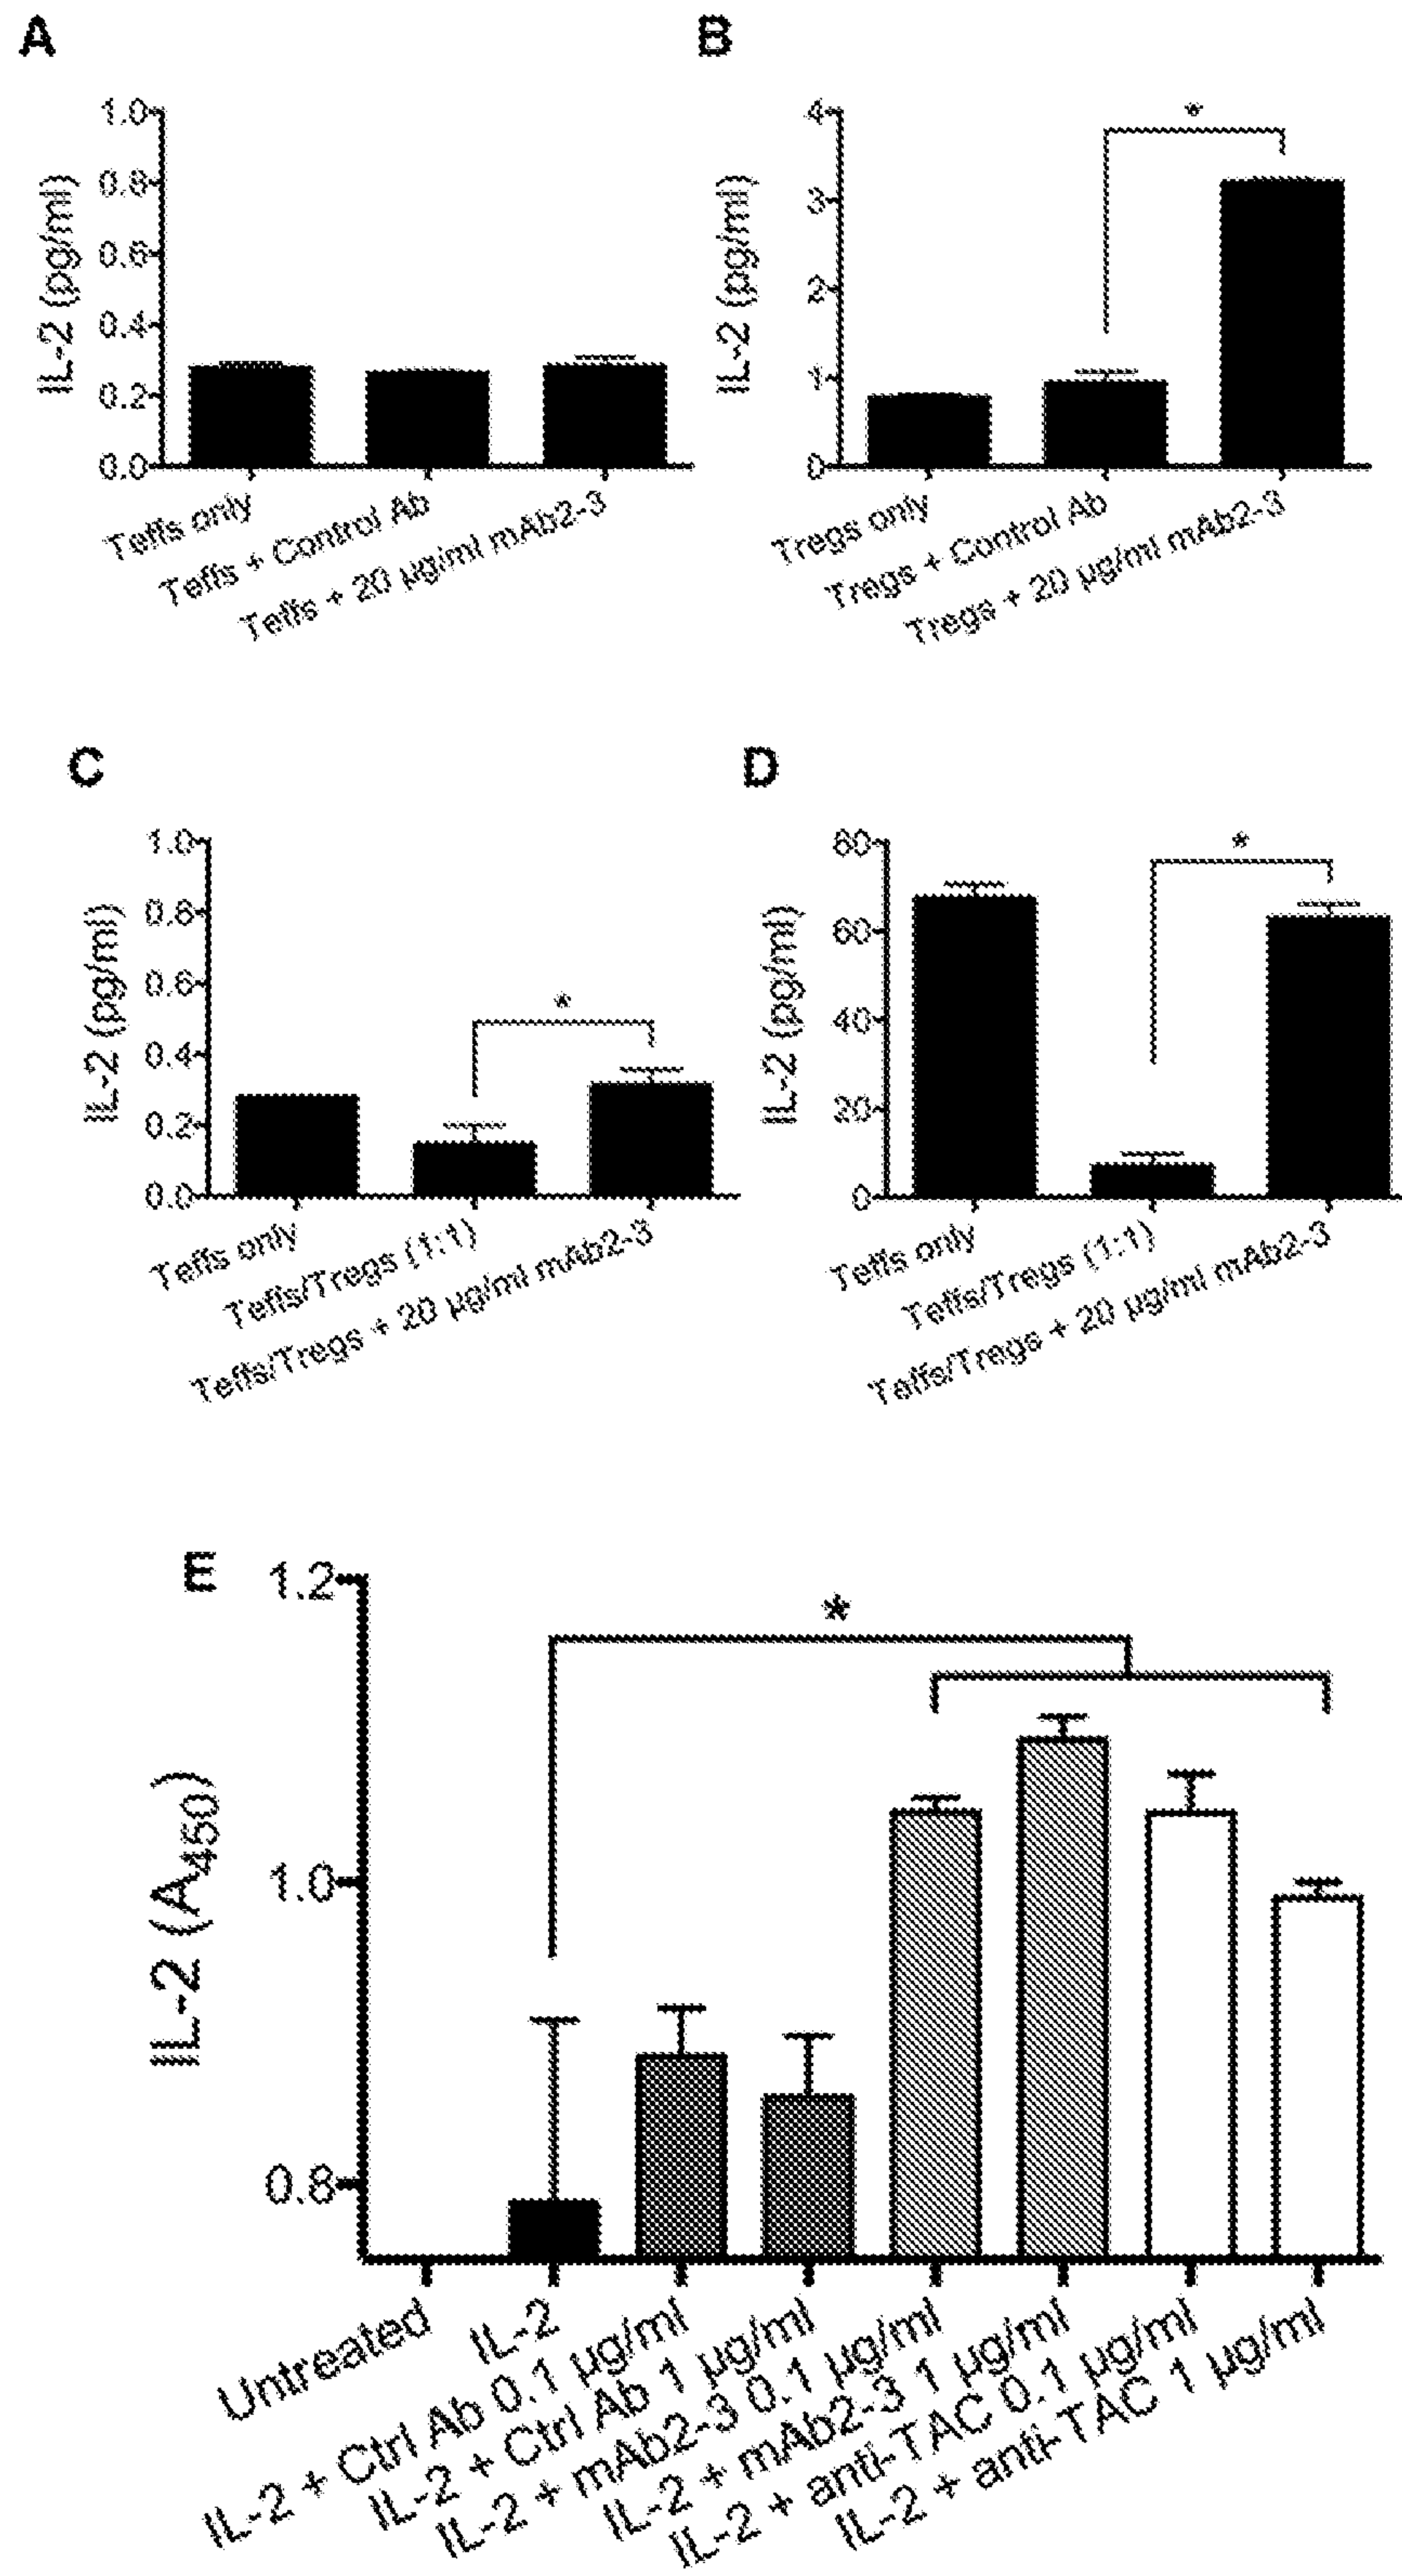 A
IL-2 (pg/ml)
1.0
0.8
0.6
0.4
0.2
0.0
Teffs only
Teffs + Control Ab
Teffs + 20 µg/ml mAb2-3
B
IL-2 (pg/ml)
4
3
2
1
0
*
Tregs only
Tregs + Control Ab
Tregs + 20 µg/ml mAb2-3
C
IL-2 (pg/ml)
1.0
0.8
0.6
0.4
0.2
0.0
*
Teffs only
Teffs/Tregs (1:1)
Teffs/Tregs + 20 µg/ml mAb2-3
D
IL-2 (pg/ml)
80
60
40
20
0
*
Teffs only
Teffs/Tregs (1:1)
Teffs/Tregs + 20 µg/ml mAb2-3
E
IL-2 (A450)
1.2
1.0
0.8
*
Untreated
IL-2
IL-2 + Ctrl Ab 0.1 µg/ml
IL-2 + Ctrl Ab 1 µg/ml
IL-2 + mAb2-3 0.1 µg/ml
IL-2 + mAb2-3 1 µg/ml
IL-2 + anti-TAC 0.1 µg/ml
IL-2 + anti-TAC 1 µg/ml